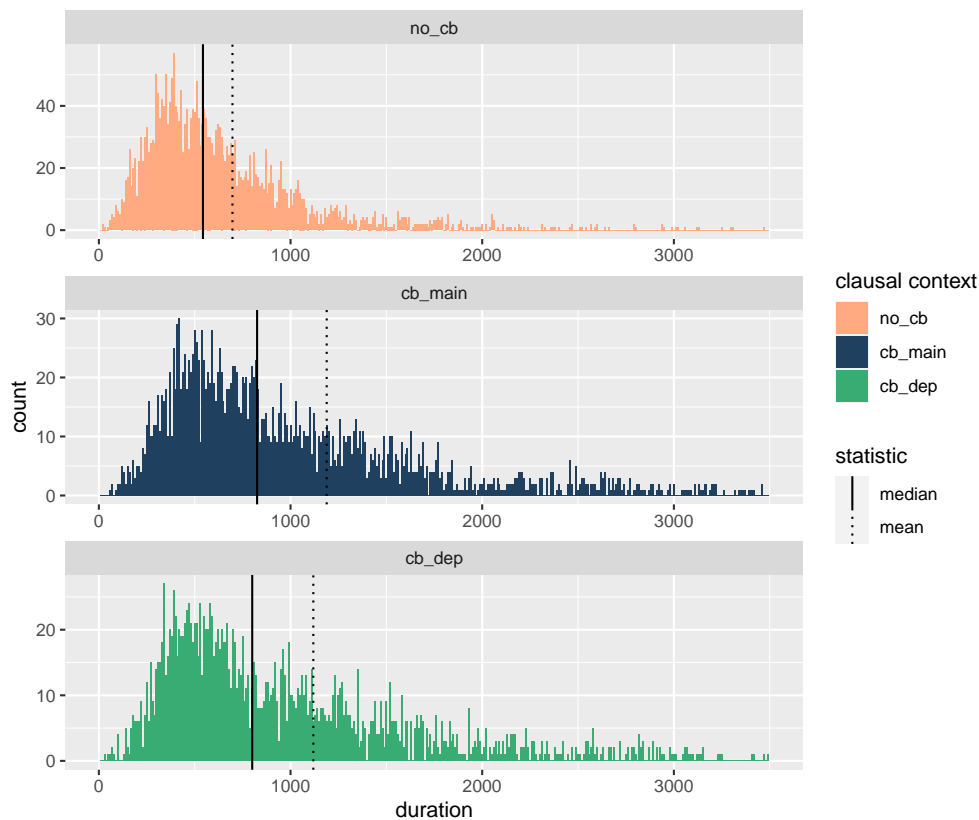 no_cb
40
20
0
0 1000 2000 3000
cb_main
30
20
10
0
0 1000 2000 3000
cb_dep
20
10
0
0 1000 2000 3000
count
duration
clausal context
no_cb
cb_main
cb_dep
statistic
median
mean